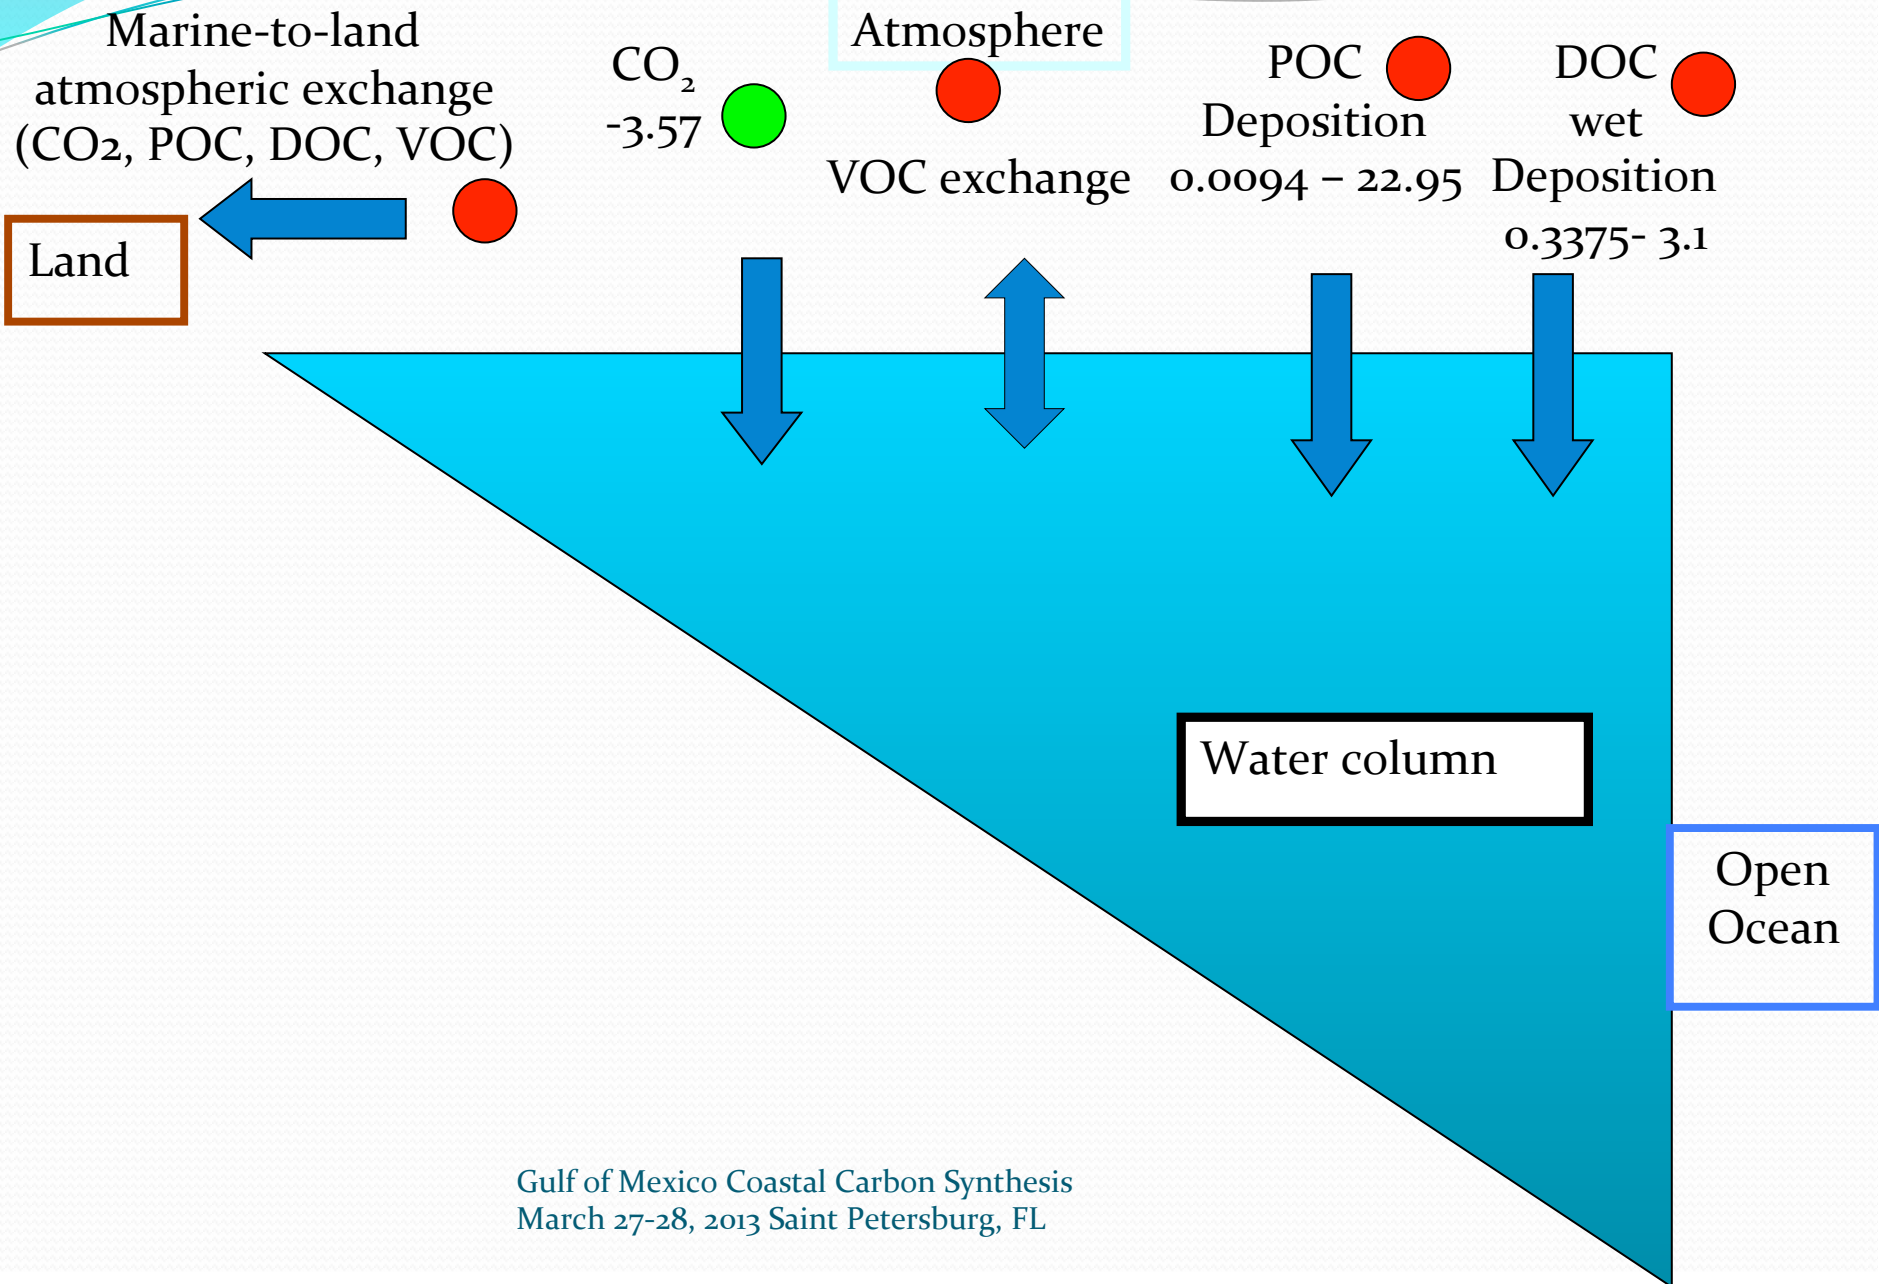 Marine-to-land
atmospheric exchange
(CO2, POC, DOC, VOC)
Land
CO₂
-3.57
Atmosphere
VOC exchange
POC
Deposition
0.0094 – 22.95
DOC
wet
Deposition
0.3375- 3.1
Water column
Open
Ocean
Gulf of Mexico Coastal Carbon Synthesis
March 27-28, 2013 Saint Petersburg, FL